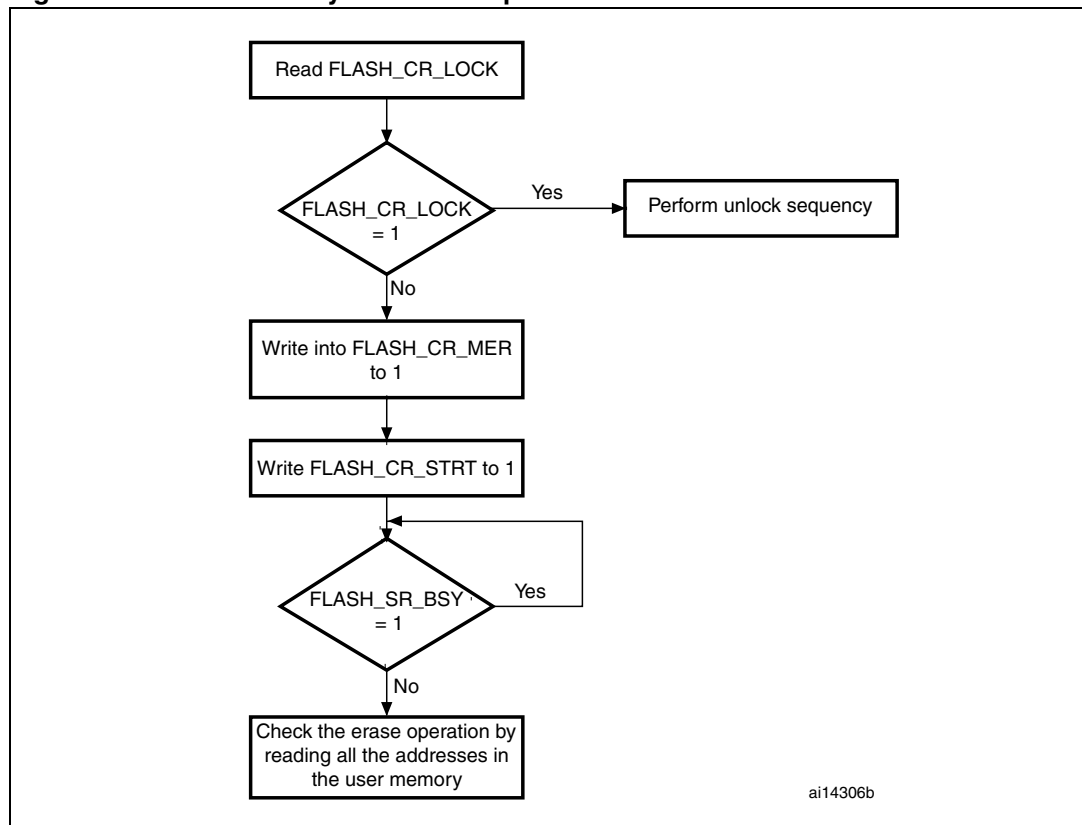 Read FLASH_CR_LOCK
FLASH_CR_LOCK
= 1
Yes
Perform unlock sequency
No
Write into FLASH_CR_MER
to 1
Write FLASH_CR_STRT to 1
FLASH_SR_BSY
= 1
Yes
No
Check the erase operation by
reading all the addresses in
the user memory
ai14306b